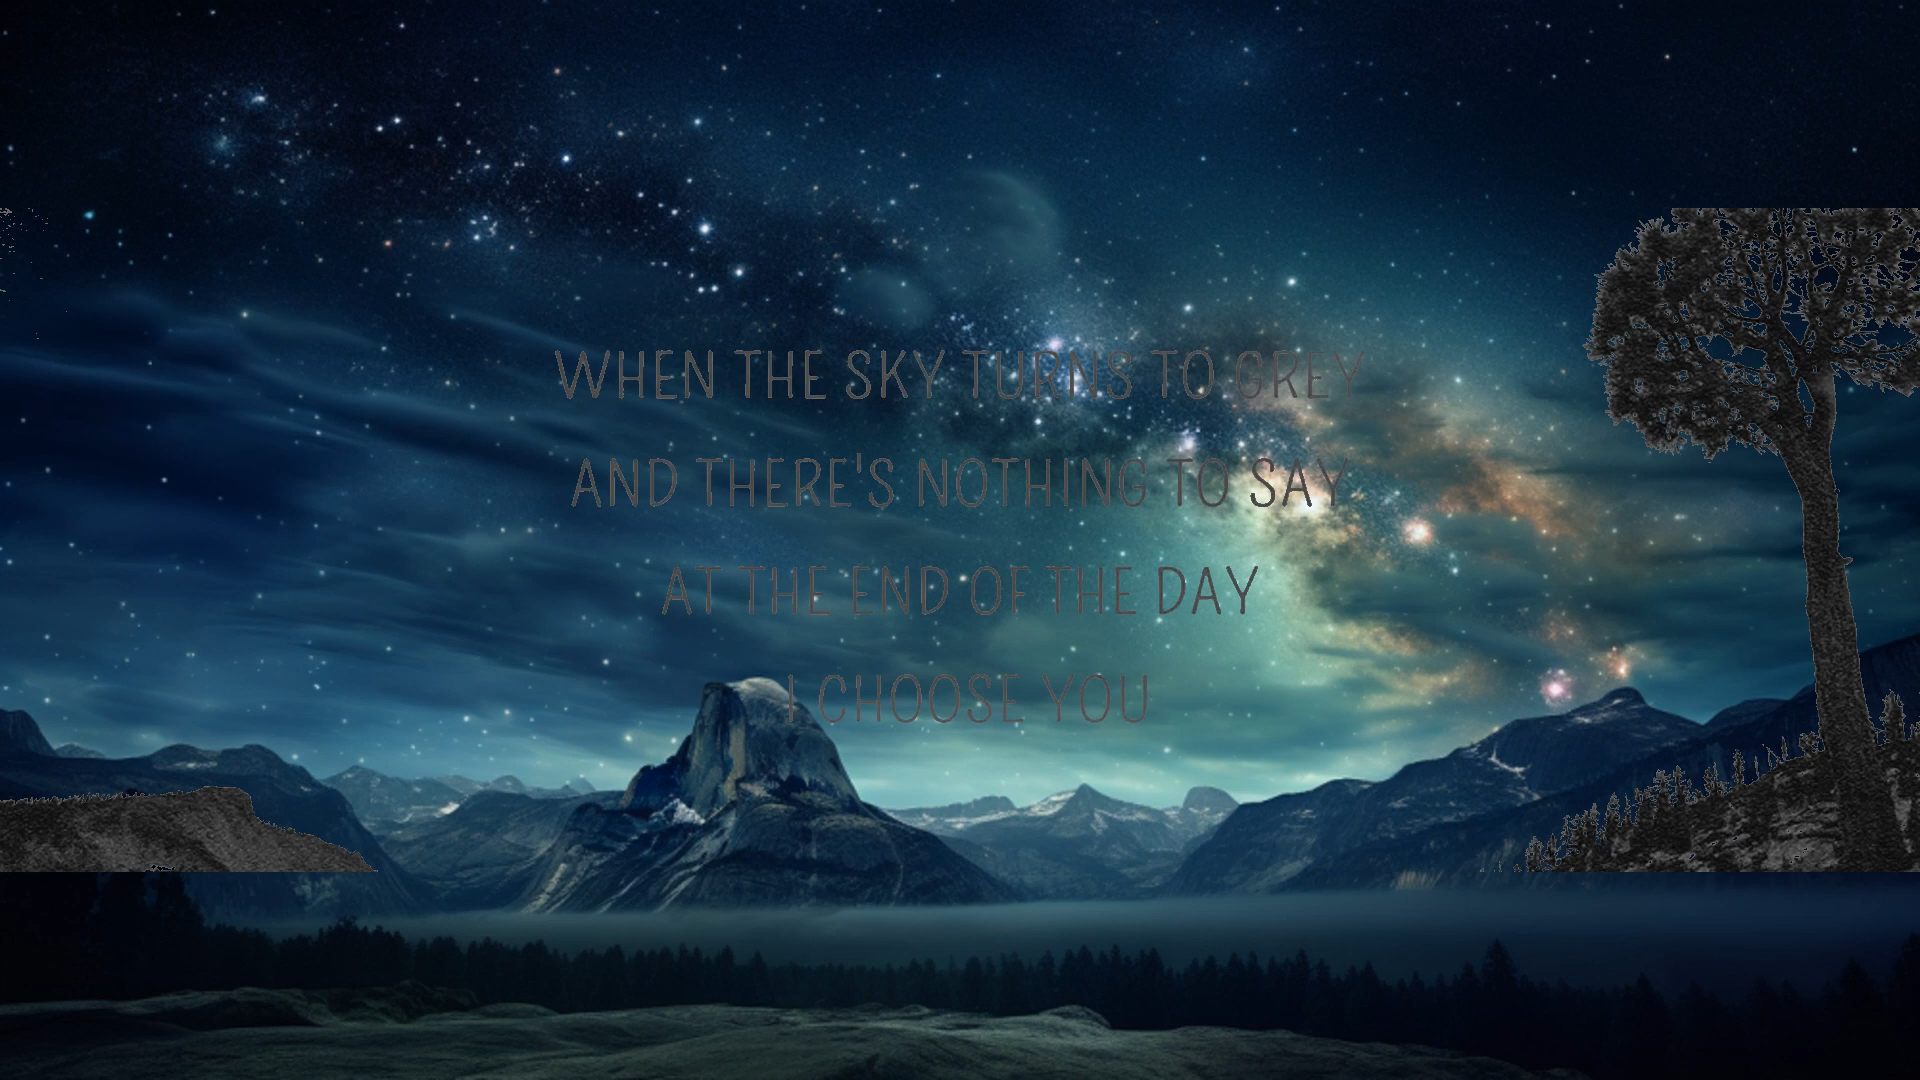 WHEN THE SKY TURNS TO GREY
AND THERE'S NOTHING TO SAY
AT THE END OF THE DAY
I CHOOSE YOU